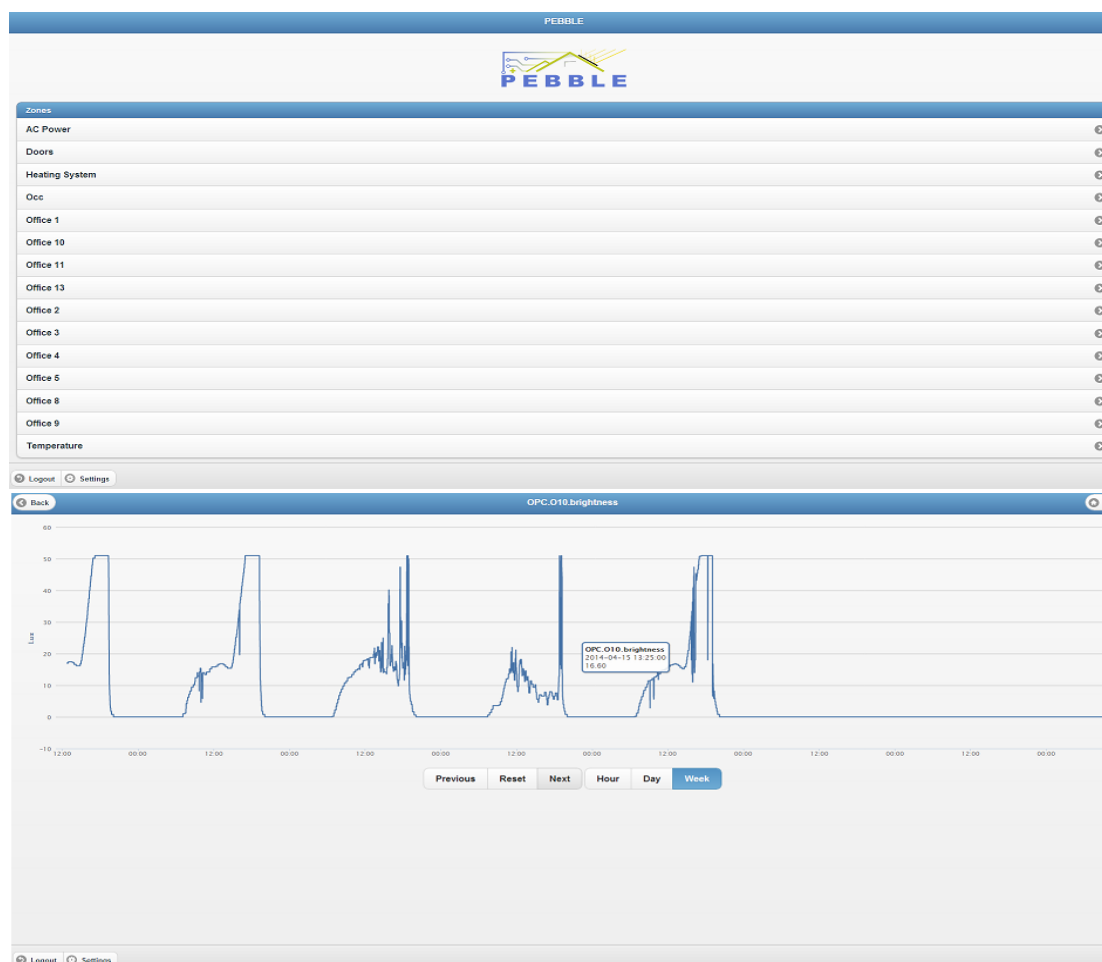 PEBBLE
PEBBLE
Zones
AC Power
Doors
Heating System
Occ
Office 1
Office 10
Office 11
Office 13
Office 2
Office 3
Office 4
Office 5
Office 8
Office 9
Temperature
Logout Settings
Back OPC.O10.brightness
60
50
40
30
Lux
20
10
0
-10
OPC.O10.brightness
2014-04-15 13:25:00
16.60
12:00 00:00 12:00 00:00 12:00 00:00 12:00 00:00 12:00 00:00 12:00 00:00 12:00 00:00
Previous Reset Next Hour Day Week
Logout Settings